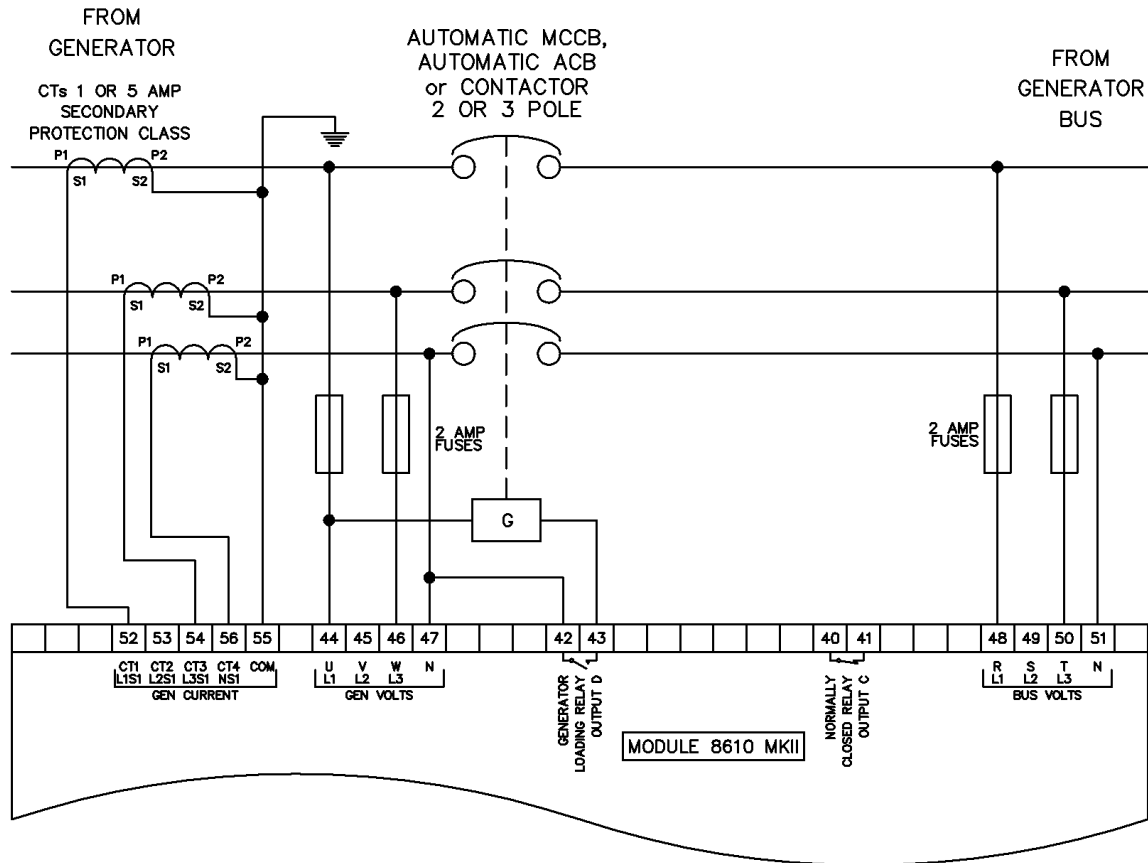 FROM
GENERATOR
CTs 1 OR 5 AMP
SECONDARY
PROTECTION CLASS
AUTOMATIC MCCB,
AUTOMATIC ACB
or CONTACTOR
2 OR 3 POLE
FROM
GENERATOR
BUS
P1 P2
S1 S2
P1 P2
S1 S2
P1 P2
S1 S2
2 AMP
FUSES
2 AMP
FUSES
G
52 53 54 56 55 44 45 46 47 42 43 40 41 48 49 50 51
CT1 CT2 CT3 CT4 COM
L1S1 L2S1 L3S1 NS1
GEN CURRENT
U V W N
L1 L2 L3
GEN VOLTS
GENERATOR
LOADING RELAY
OUTPUT D
MODULE 8610 MKII
NORMALLY
CLOSED RELAY
OUTPUT C
R S T N
L1 L2 L3
BUS VOLTS